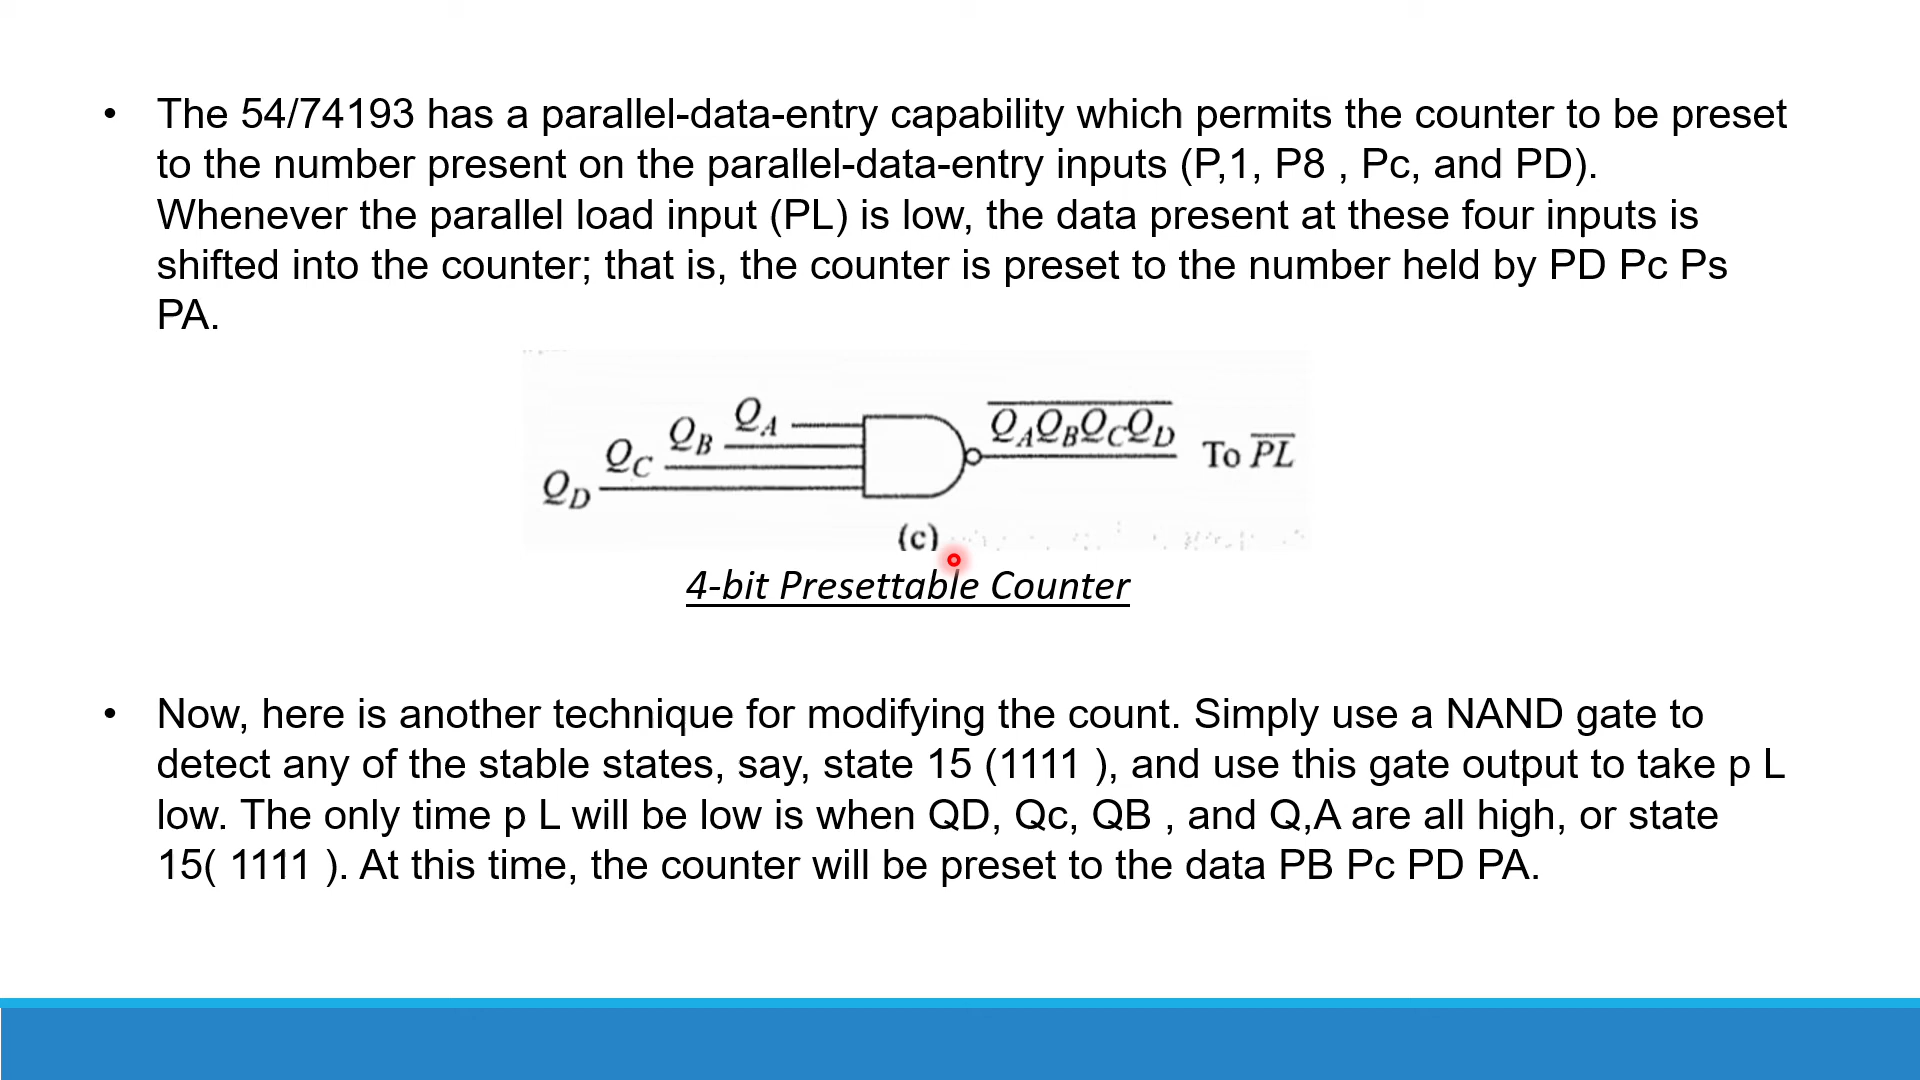 • The 54/74193 has a parallel-data-entry capability which permits the counter to be preset
to the number present on the parallel-data-entry inputs (P,1, P8 , Pc, and PD).
Whenever the parallel load input (PL) is low, the data present at these four inputs is
shifted into the counter; that is, the counter is preset to the number held by PD Pc Ps
PA.
Q_A
Q_B
Q_C
Q_D
Q_AQ_BQ_CQ_D
To PL
(c)
4-bit Presettable Counter
• Now, here is another technique for modifying the count. Simply use a NAND gate to
detect any of the stable states, say, state 15 (1111 ), and use this gate output to take p L
low. The only time p L will be low is when QD, Qc, QB , and Q,A are all high, or state
15( 1111 ). At this time, the counter will be preset to the data PB Pc PD PA.